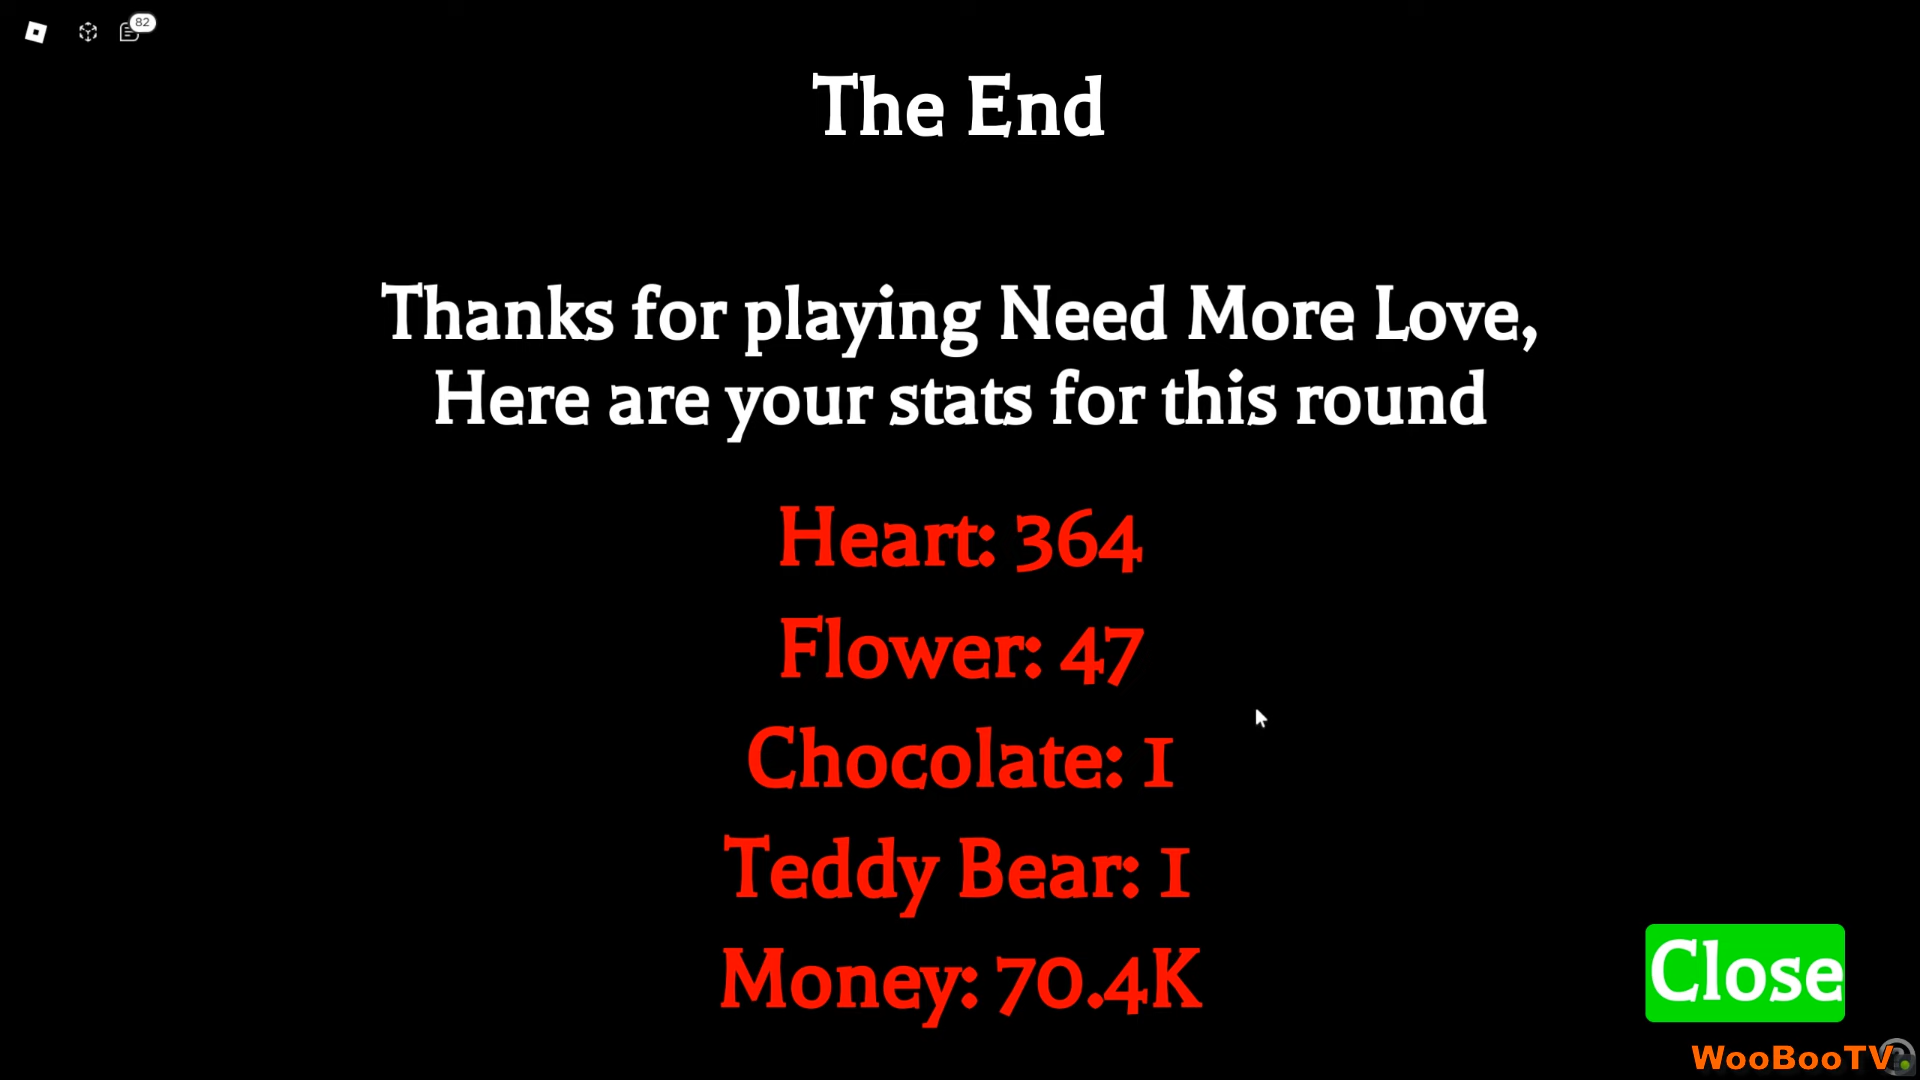 82
The End
Thanks for playing Need More Love,
Here are your stats for this round
Heart: 364
Flower: 47
Chocolate: 1
Teddy Bear: 1
Money: 70.4K
Close
WooBooTV